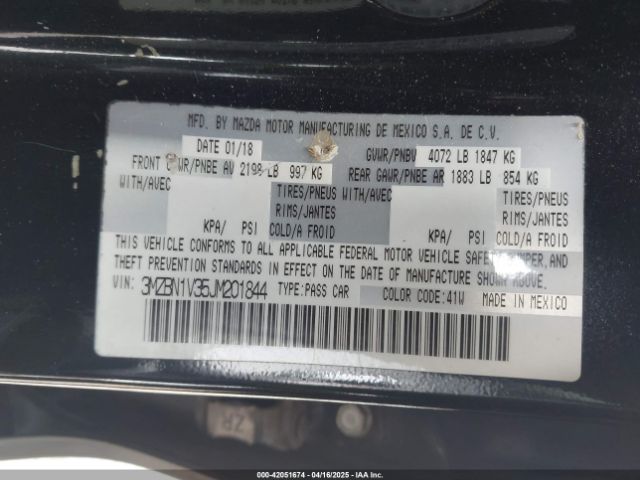 MFD. BY MAZDA MOTOR MANUFACTURING DE MEXICO S.A. DE C.V.
DATE 01/18 GVWR/PNBV 4072 LB 1847 KG
FRONT GAWR/PNBE AV 2198 LB 997 KG REAR GAWR/PNBE AR 1883 LB 854 KG
WITH/AVEC TIRES/PNEUS WITH/AVEC TIRES/PNEUS
RIMS/JANTES RIMS/JANTES
KPA/ PSI COLD/A FROID KPA/ PSI COLD/A FROID
THIS VEHICLE CONFORMS TO ALL APPLICABLE FEDERAL MOTOR VEHICLE SAFETY, BUMPER, AND
THEFT PREVENTION STANDARDS IN EFFECT ON THE DATE OF MANUFACTURE SHOWN ABOVE.
VIN: 3MZBN1V35JM201844 TYPE:PASS CAR COLOR CODE:41W MADE IN MEXICO
ZR
000-42051674 - 04/16/2025 - IAA Inc.